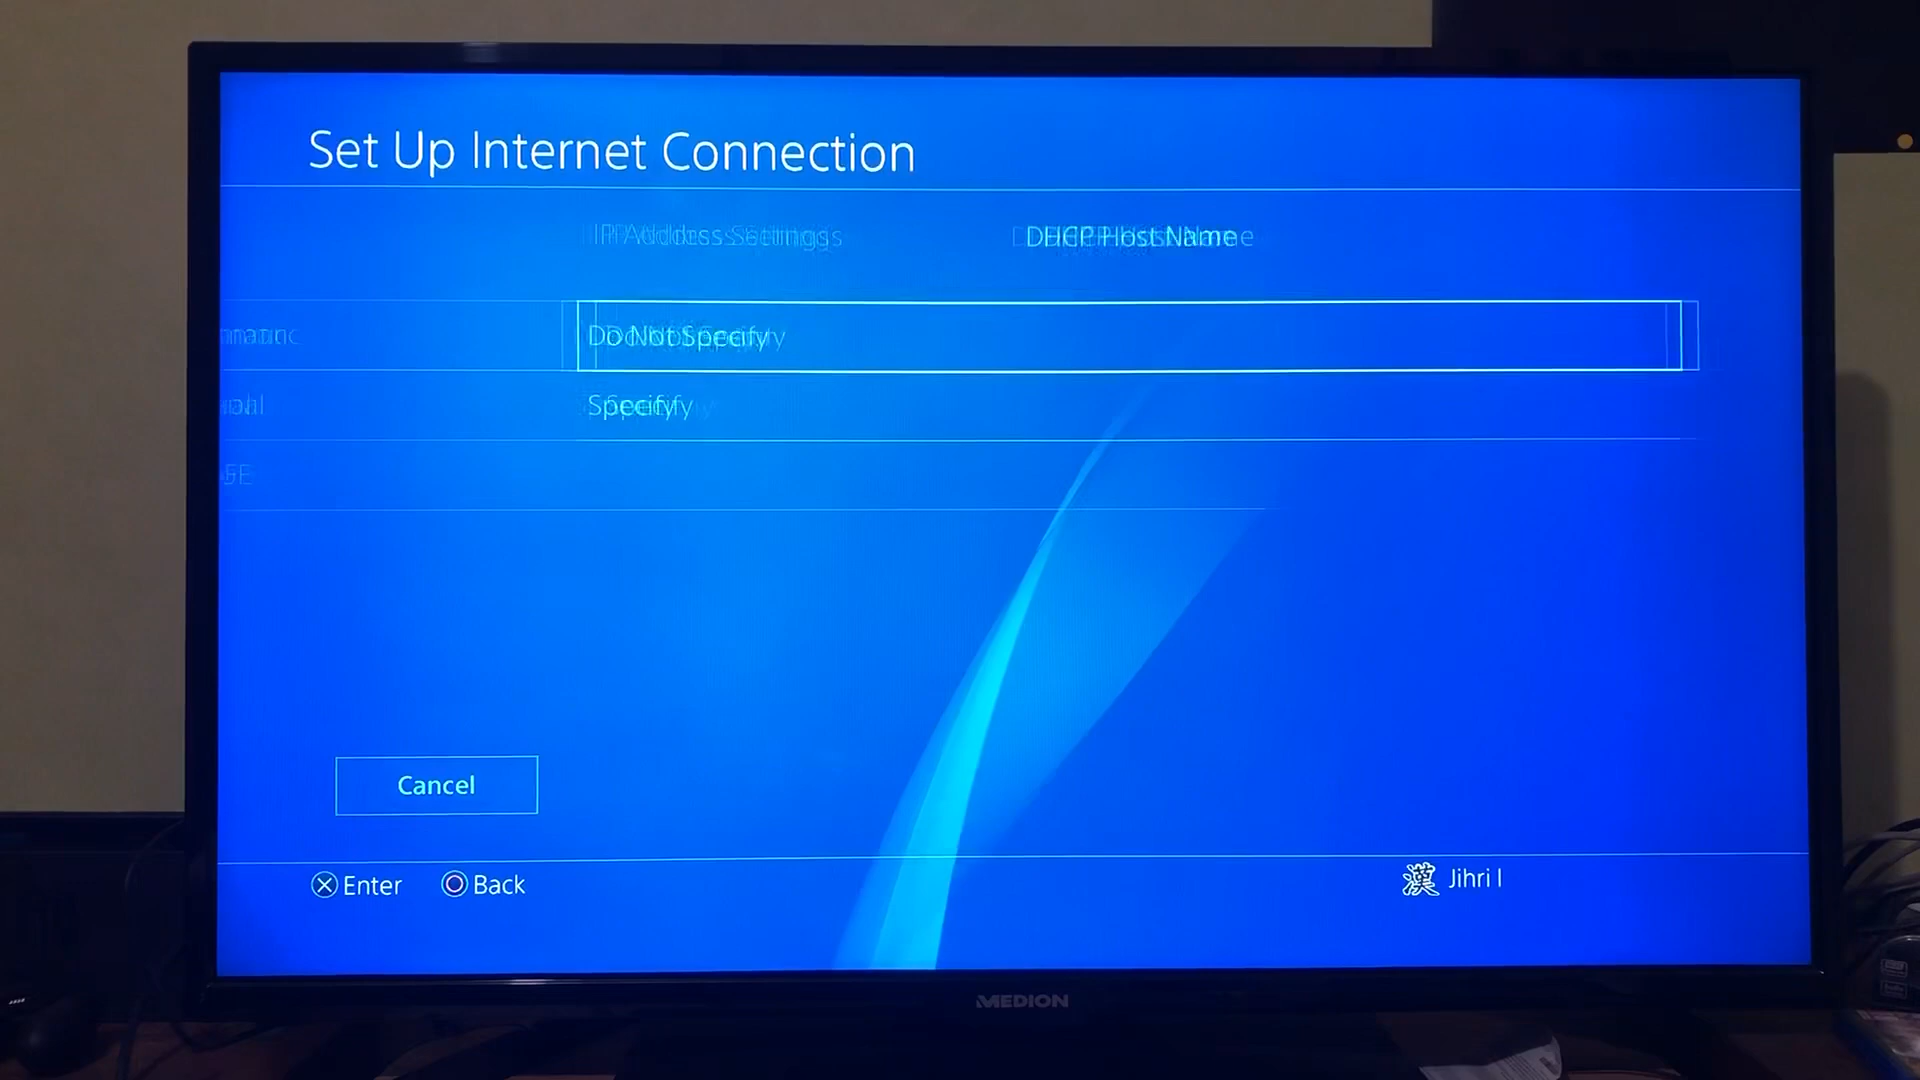 Set Up Internet Connection
IP Address Settings DHCP Host Name
Do Not Specify
Specify
Cancel
Enter Back 漢 Jihri I
MEDION